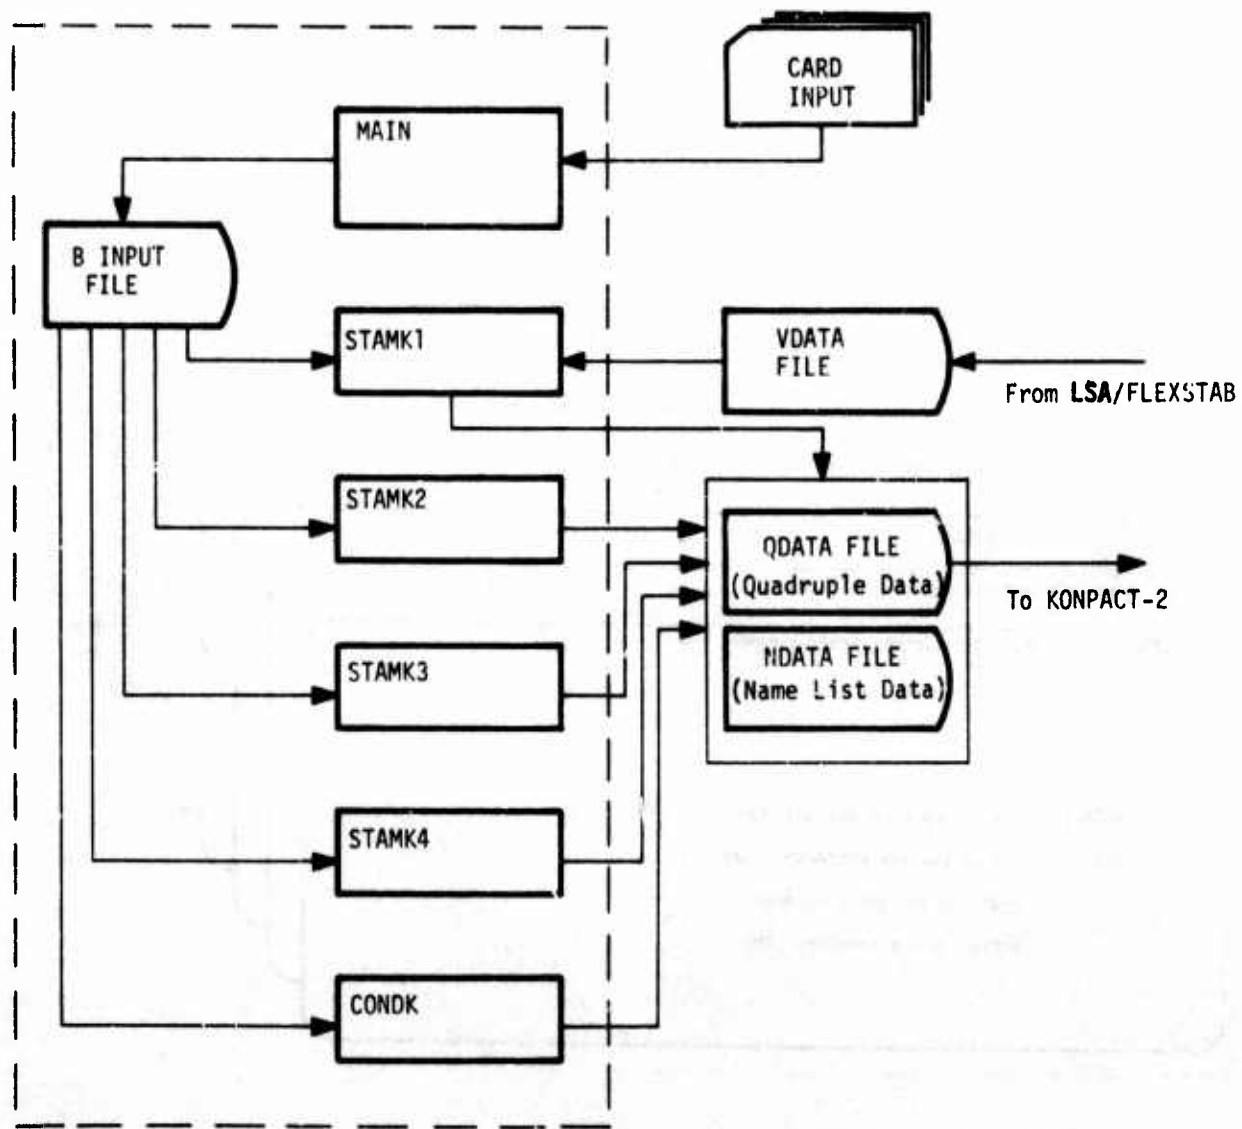 CARD
INPUT
MAIN
B INPUT
FILE
STAMK1
VDATA
FILE
From LSA/FLEXSTAB
STAMK2
QDATA FILE
(Quadruple Data)
To KONPACT-2
STAMK3
NDATA FILE
(Name List Data)
STAMK4
CONDK